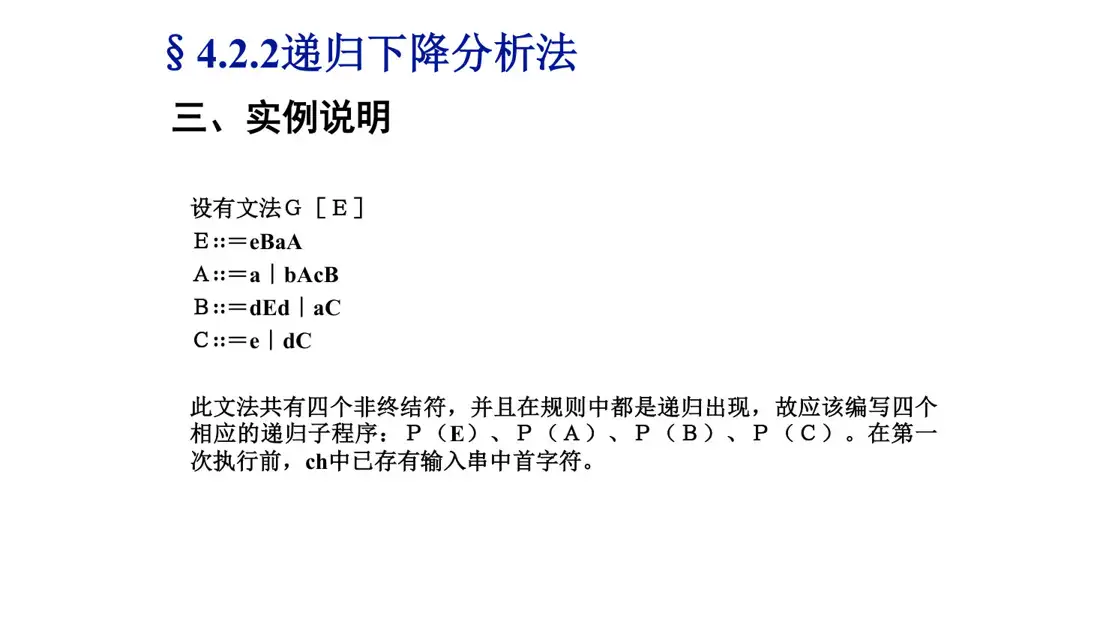 § 4.2.2递归下降分析法
三、实例说明
设有文法Ｇ［Ｅ］
Ｅ::＝eBaA
Ａ::＝a｜bAcB
Ｂ::＝dEd｜aC
Ｃ::＝e｜dC
此文法共有四个非终结符，并且在规则中都是递归出现，故应该编写四个
相应的递归子程序：Ｐ（E）、Ｐ（Ａ）、Ｐ（Ｂ）、Ｐ（Ｃ）。在第一
次执行前，ch中已存有输入串中首字符。